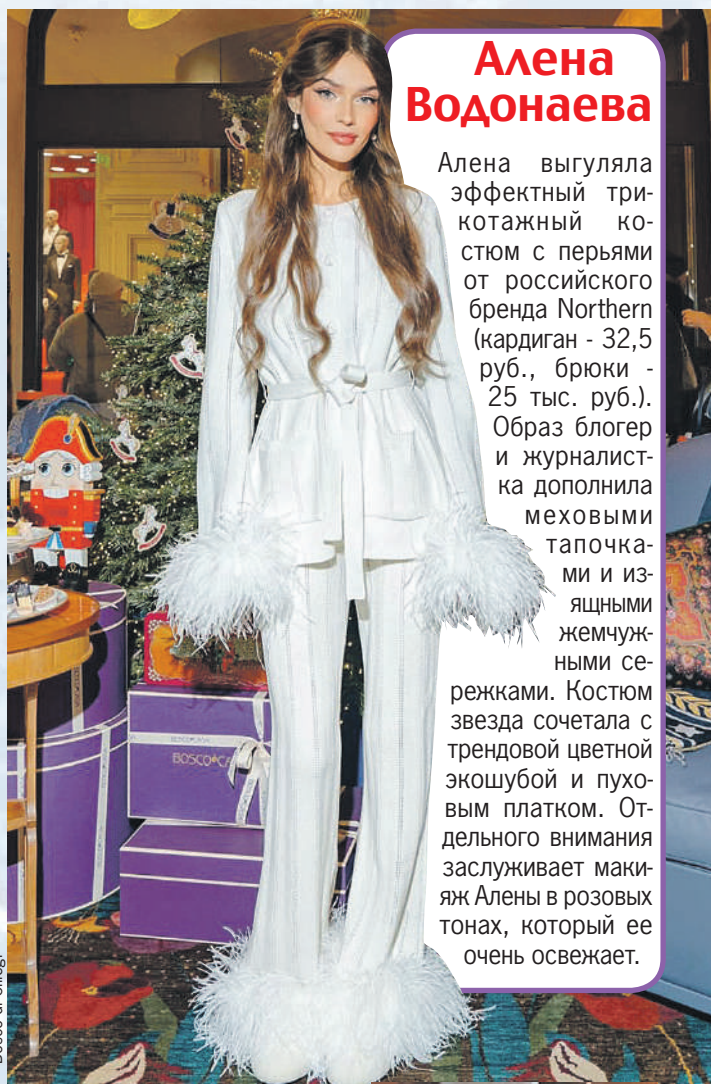 Алена
Водонаева
Алена выгуляла
эффектный три-
котажный ко-
стюм с перьями
от российского
бренда Northern
(кардиган - 32,5
руб., брюки -
25 тыс. руб.).
Образ блогер
и журналист-
ка дополнила
меховыми
тапочка-
ми и из-
ящными
жемчуж-
ными се-
режками. Костюм
звезда сочетала с
трендовой цветной
экошубой и пухо-
вым платком. От-
дельного внимания
заслуживает маки-
яж Алены в розовых
тонах, который ее
очень освежает.
BOSCO CA